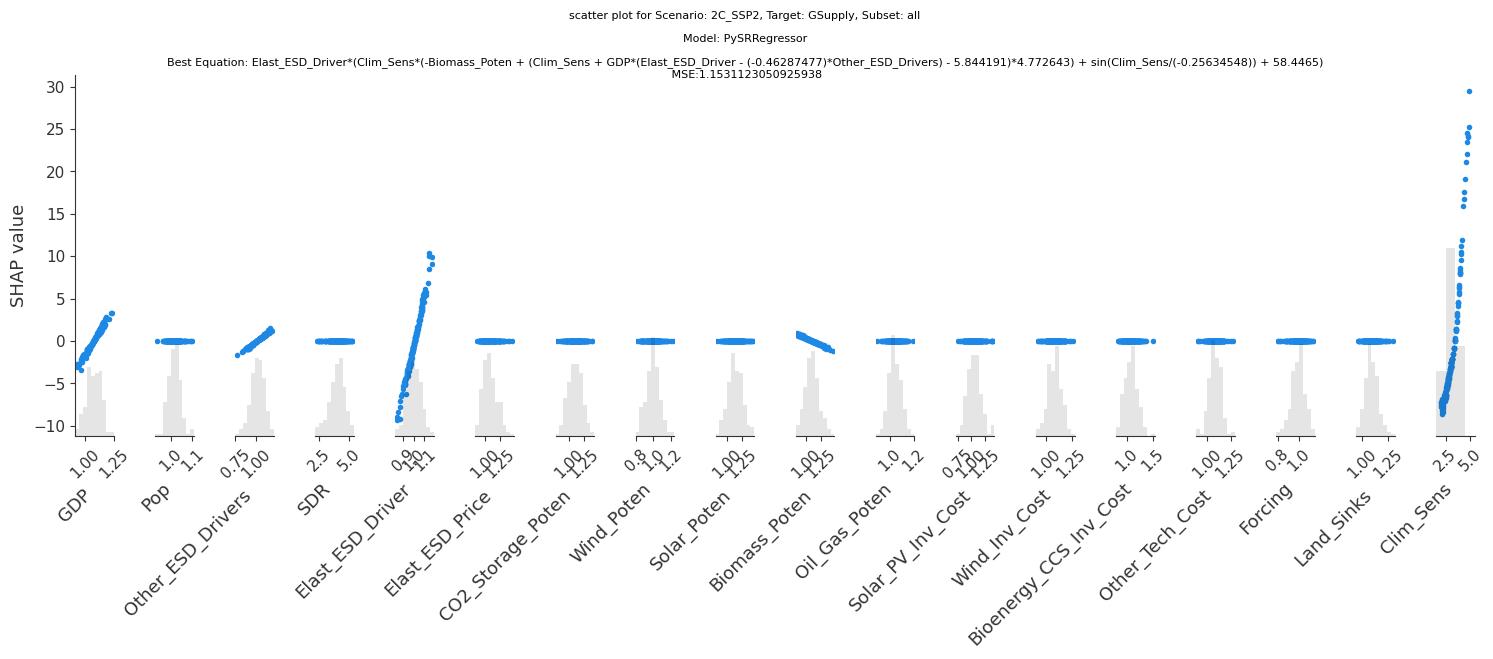 scatter plot for Scenario: 2C_SSP2, Target: GSupply, Subset: all
Model: PySRRegressor
Best Equation: Elast_ESD_Driver*(Clim_Sens*(-Biomass_Poten + (Clim_Sens + GDP*(Elast_ESD_Driver - (-0.46287477)*Other_ESD_Drivers) - 5.844191)*4.772643) + sin(Clim_Sens/(-0.25634548)) + 58.4465)
MSE:1.1531123050925938
30
25
20
15
10
5
0
−5
−10
SHAP value
1.00 1.25
1.0 1.1
0.75 1.00
2.5 5.0
0.9 1.0 1.1
1.00 1.25
1.00 1.25
0.8 1.0 1.2
1.00 1.25
1.00 1.25
1.0 1.2
0.75 1.00 1.25
1.00 1.25
1.0 1.5
1.00 1.25
0.8 1.0
1.00 1.25
2.5 5.0
GDP
Pop
Other_ESD_Drivers
SDR
Elast_ESD_Driver
Elast_ESD_Price
CO2_Storage_Poten
Wind_Poten
Solar_Poten
Biomass_Poten
Oil_Gas_Poten
Solar_PV_Inv_Cost
Wind_Inv_Cost
Bioenergy_CCS_Inv_Cost
Other_Tech_Cost
Forcing
Land_Sinks
Clim_Sens